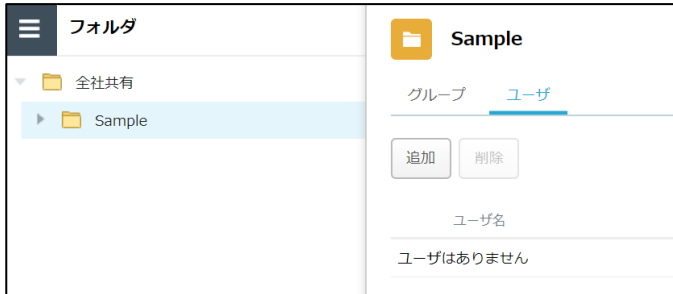 フォルダ
全社共有
Sample
Sample
グループ ユーザ
追加 削除
ユーザ名
ユーザはありません